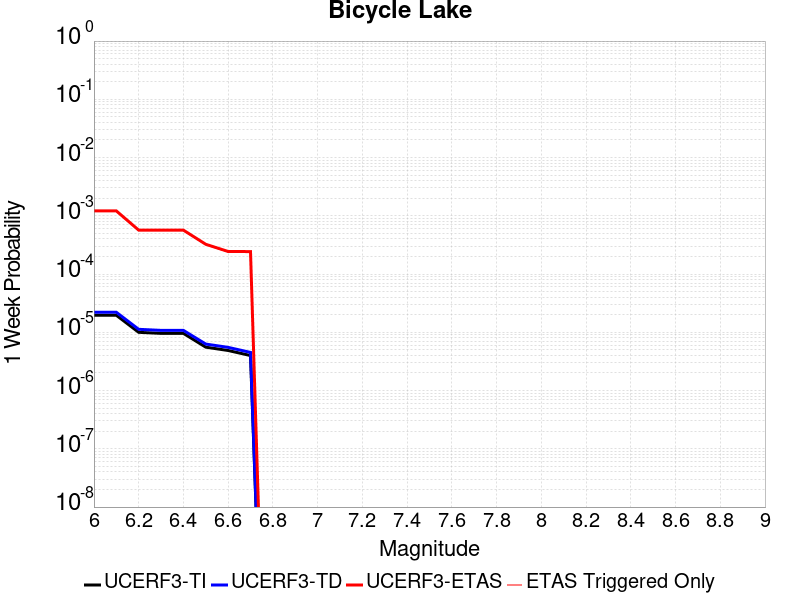 Bicycle Lake
10^0
10^-1
10^-2
10^-3
10^-4
10^-5
10^-6
10^-7
10^-8
1 Week Probability
6 6.2 6.4 6.6 6.8 7 7.2 7.4 7.6 7.8 8 8.2 8.4 8.6 8.8 9
Magnitude
UCERF3-TI UCERF3-TD UCERF3-ETAS ETAS Triggered Only